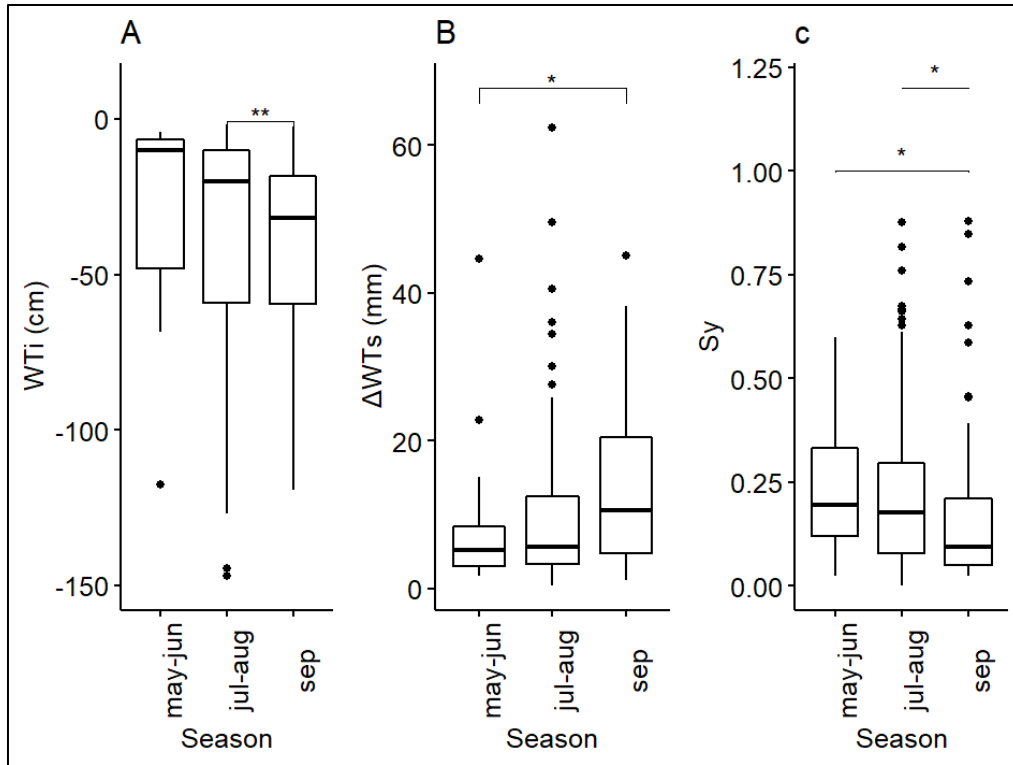 A
WTi (cm)
0
-50
-100
-150
**
may-jun
jul-aug
sep
Season
B
ΔWTs (mm)
60
40
20
0
*
may-jun
jul-aug
sep
Season
c
Sy
1.25
1.00
0.75
0.50
0.25
0.00
*
*
may-jun
jul-aug
sep
Season